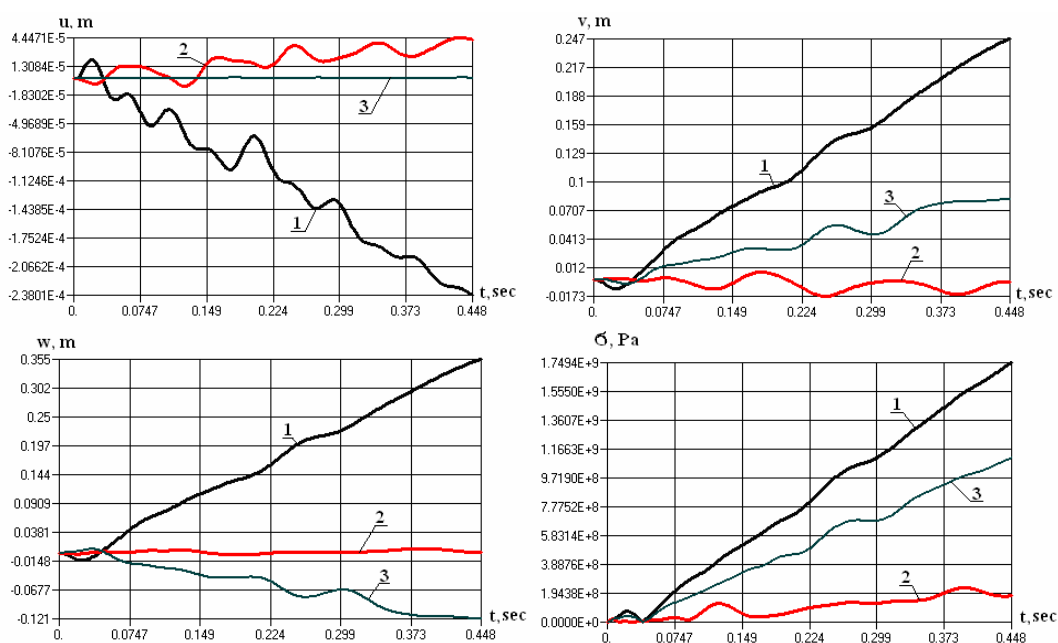 u, m
4.4471E-5
1.3084E-5
-1.8302E-5
-4.9689E-5
-8.1076E-5
-1.1246E-4
-1.4385E-4
-1.7524E-4
-2.0662E-4
-2.3801E-4
2
3
1
t,sec
0. 0.0747 0.149 0.224 0.299 0.373 0.448
v, m
0.247
0.217
0.188
0.159
0.129
0.1
0.0707
0.0413
0.012
-0.0173
1
3
2
t,sec
0. 0.0747 0.149 0.224 0.299 0.373 0.448
w, m
0.355
0.302
0.25
0.197
0.144
0.0909
0.0381
-0.0148
-0.0677
-0.121
1
2
3
t,sec
0. 0.0747 0.149 0.224 0.299 0.373 0.448
б, Pa
1.7494E+9
1.5550E+9
1.3607E+9
1.1663E+9
9.7190E+8
7.7752E+8
5.8314E+8
3.8876E+8
1.9438E+8
0.0000E+0
1
3
2
t,sec
0. 0.0747 0.149 0.224 0.299 0.373 0.448